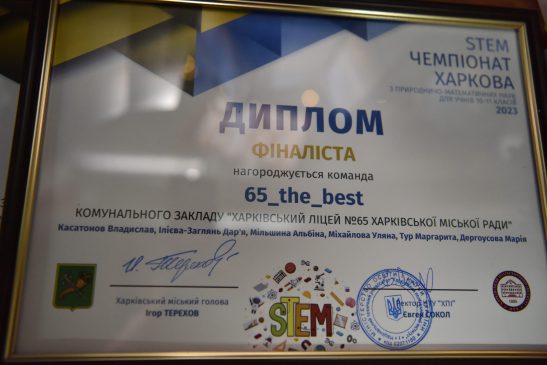 STEM
ЧЕМПІОНАТ
ХАРКОВА
З ПРИРОДНИЧО-МАТЕМАТИЧНИХ НАУК
ДЛЯ УЧНІВ 10-11 КЛАСІВ
2023
ДИПЛОМ
ФІНАЛІСТА
нагороджується команда
65_the_best
КОМУНАЛЬНОГО ЗАКЛАДУ "ХАРКІВСЬКИЙ ЛІЦЕЙ №65 ХАРКІВСЬКОЇ МІСЬКОЇ РАДИ"
Касатонов Владислав, Ілієва-Заглянь Дар'я, Мільшина Альбіна, Міхайлова Уляна, Тур Маргарита, Дергоусова Марія
Харківський міський голова
Ігор ТЕРЕХОВ
STEM
Ректор НТУ "ХПІ"
Євген СОКОЛ